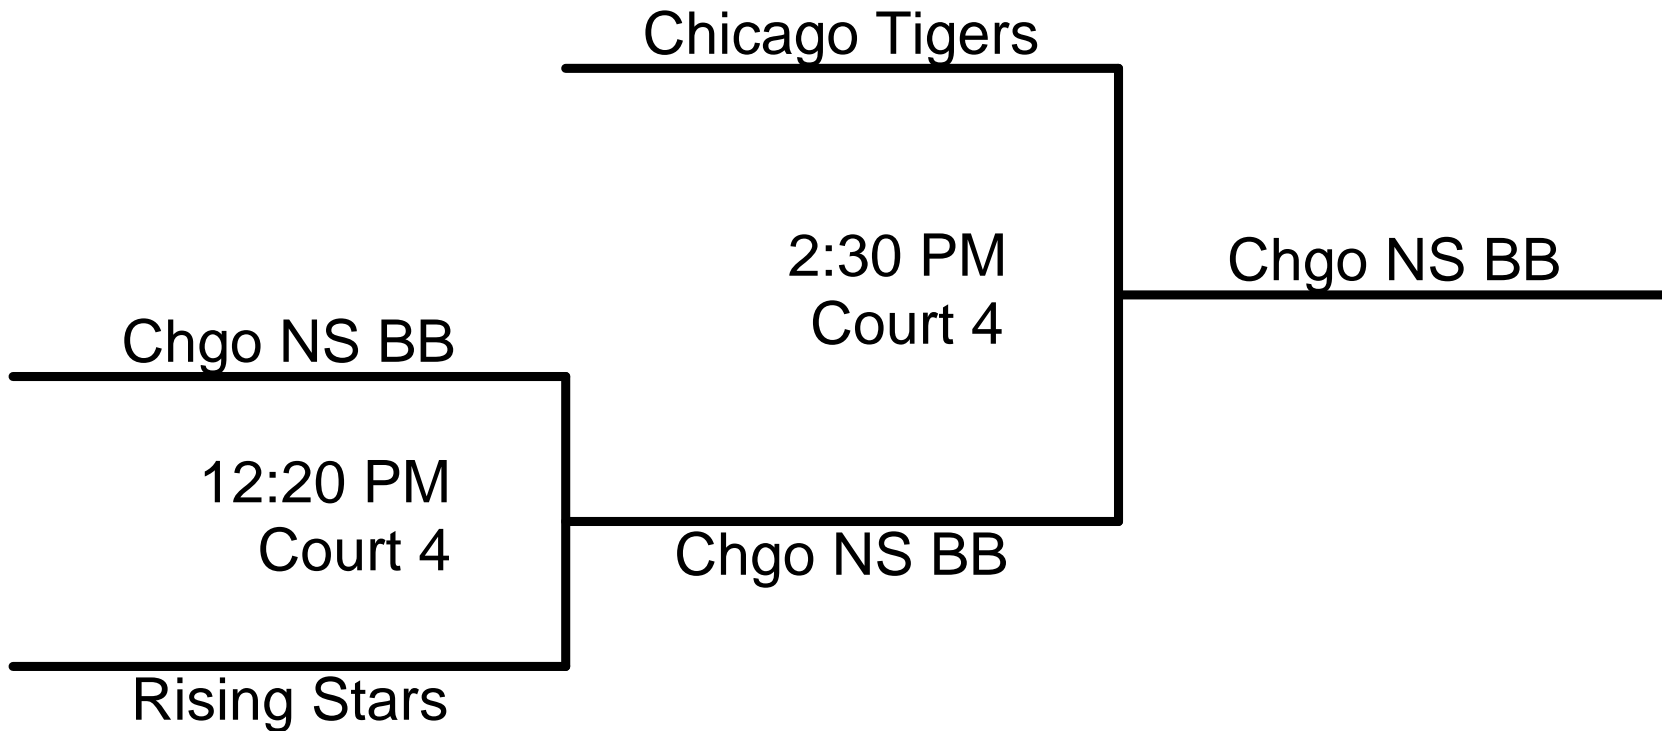 Chicago Tigers
2:30 PM
Court 4
Chgo NS BB
Chgo NS BB
12:20 PM
Court 4
Chgo NS BB
Rising Stars